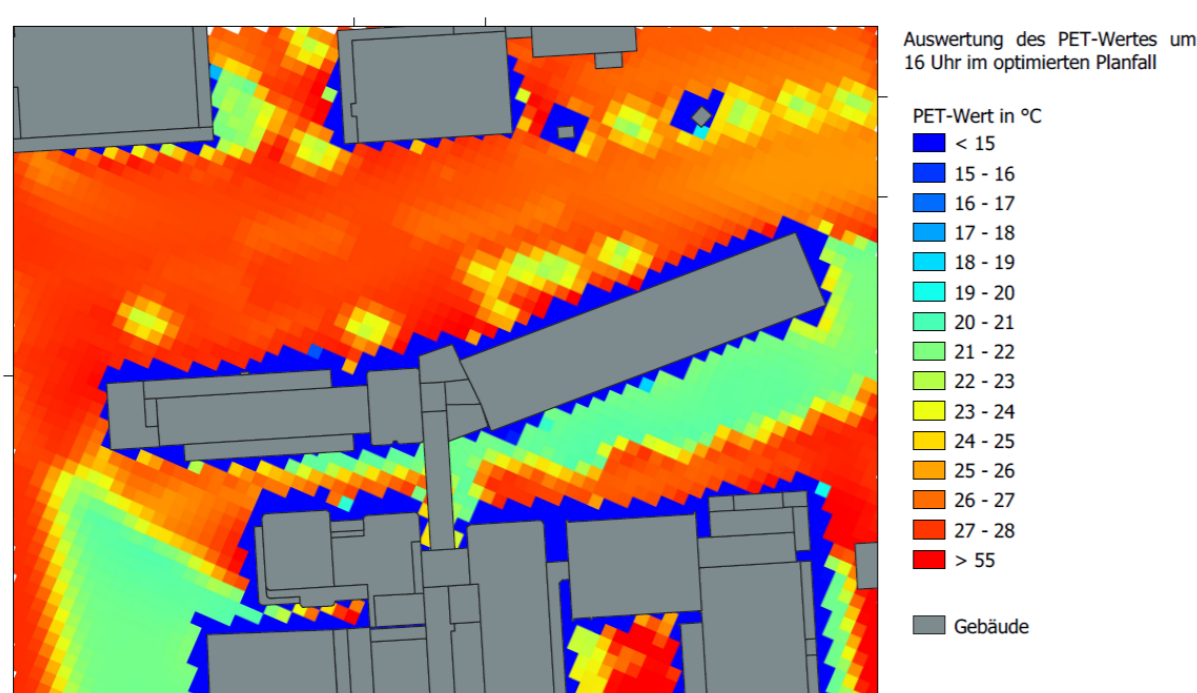 Auswertung des PET-Wertes um
16 Uhr im optimierten Planfall
PET-Wert in °C
< 15
15 - 16
16 - 17
17 - 18
18 - 19
19 - 20
20 - 21
21 - 22
22 - 23
23 - 24
24 - 25
25 - 26
26 - 27
27 - 28
> 55
Gebäude